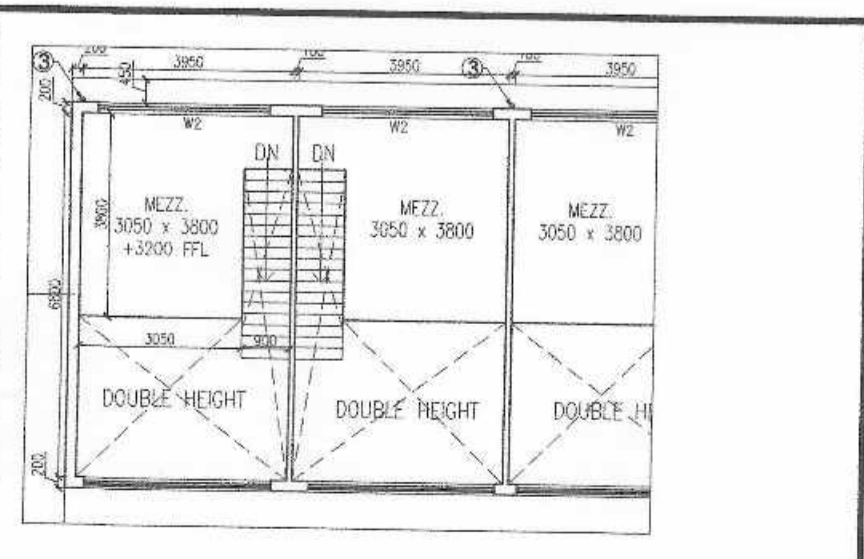 200
3950
3950
3950
③
③
450
200
W2
W2
W2
DN
DN
MEZZ.
3050 x 3800
+3200 FFL
MEZZ.
3050 x 3800
MEZZ.
3050 x 3800
3800
6800
3050
900
DOUBLE HEIGHT
DOUBLE HEIGHT
DOUBLE H
200